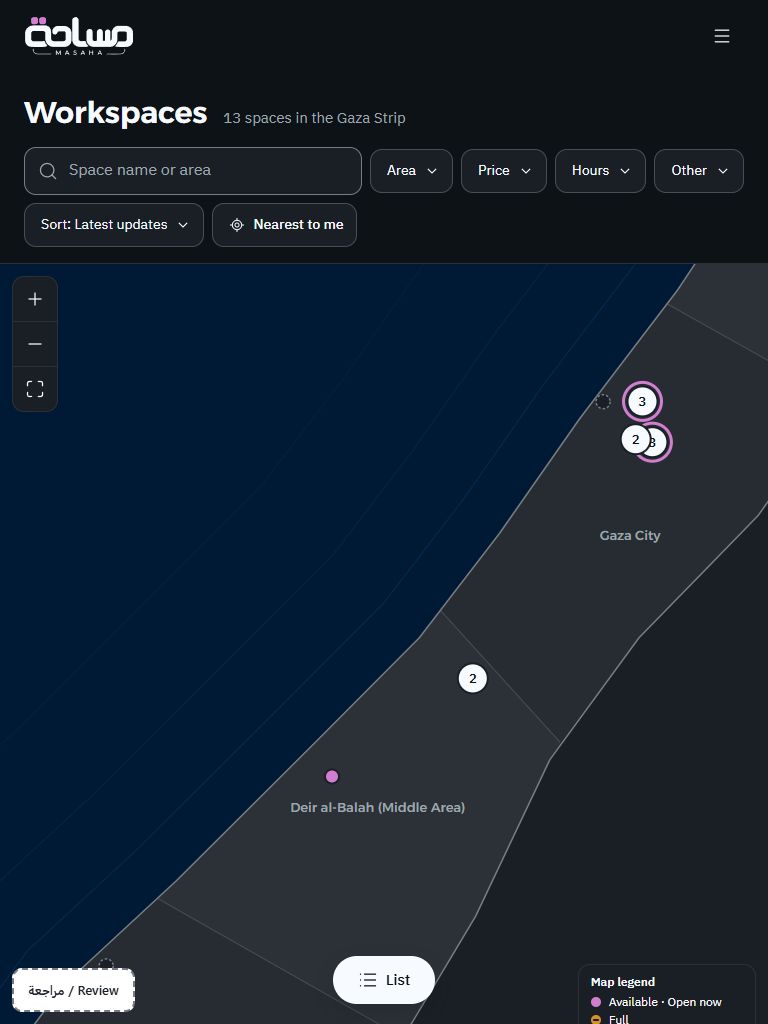 مساحة
MASAHA
Workspaces 13 spaces in the Gaza Strip
Space name or area
Area
Price
Hours
Other
Sort: Latest updates
Nearest to me
3
2
3
Gaza City
2
Deir al-Balah (Middle Area)
مراجعة / Review
List
Map legend
Available · Open now
Full